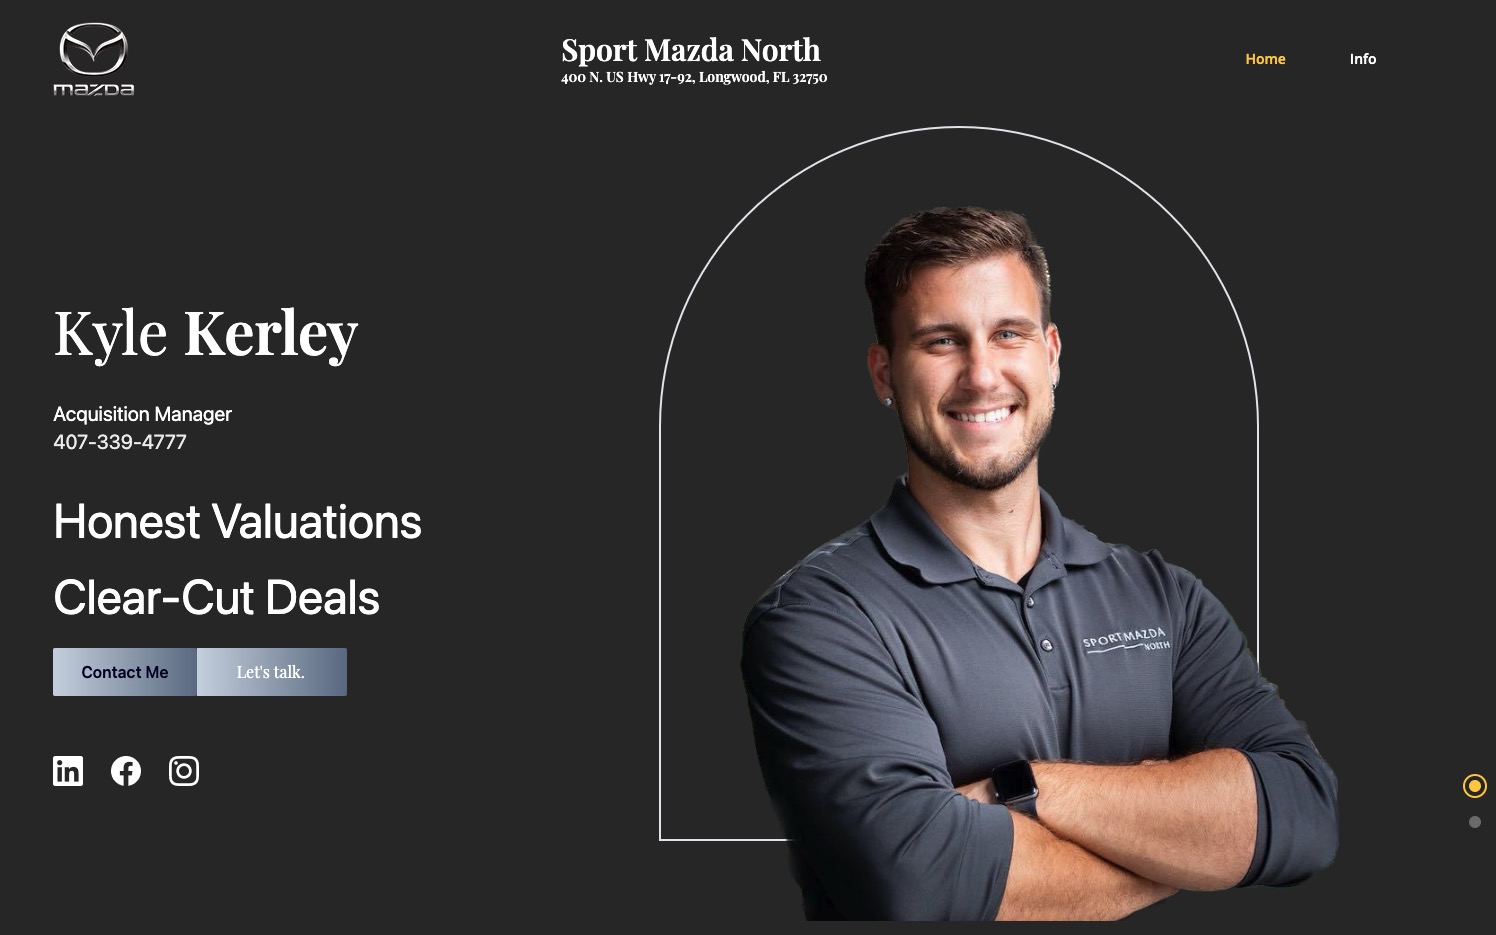 mazda
Sport Mazda North
400 N. US Hwy 17-92, Longwood, FL 32750
Home
Info
Kyle Kerley
Acquisition Manager
407-339-4777
Honest Valuations
Clear-Cut Deals
Contact Me
Let's talk.
in
SPORT MAZDA
NORTH